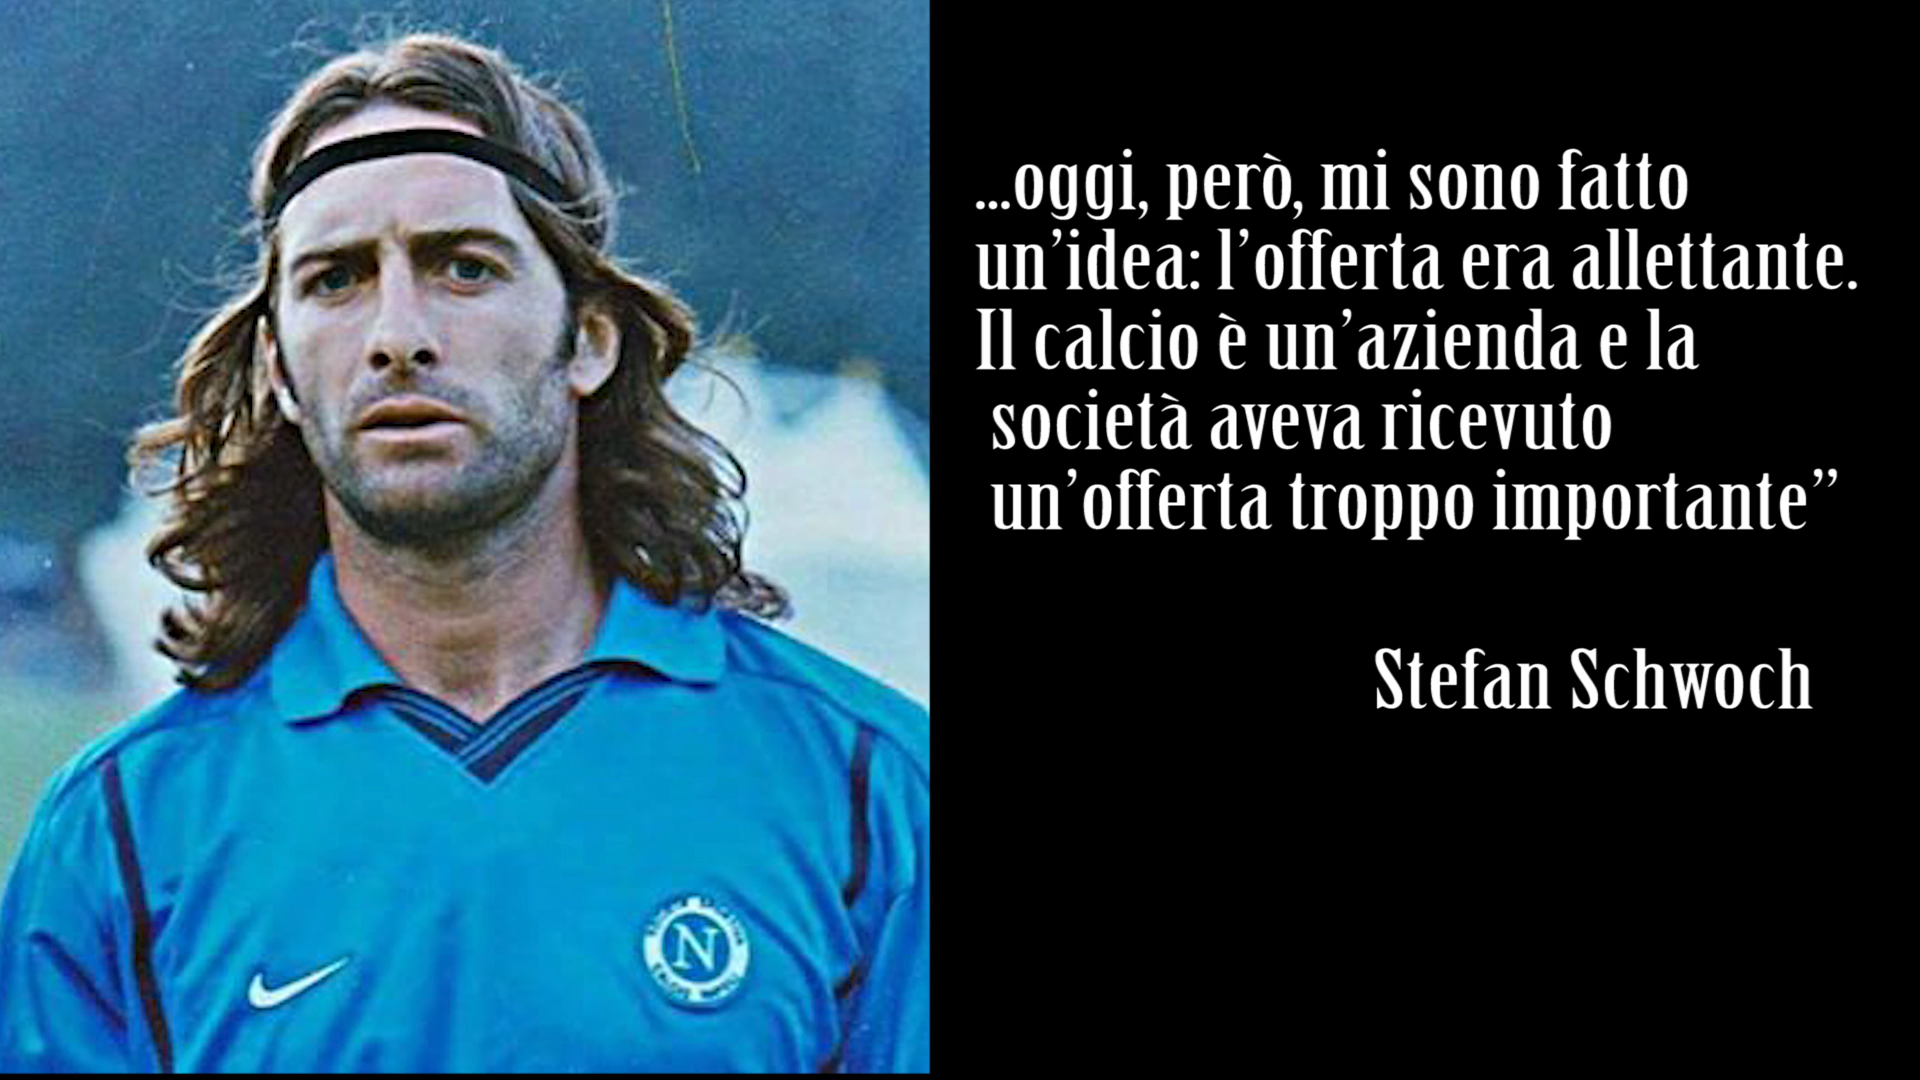 ...oggi, però, mi sono fatto
un’idea: l’offerta era allettante.
Il calcio è un’azienda e la
società aveva ricevuto
un’offerta troppo importante”
Stefan Schwoch
N